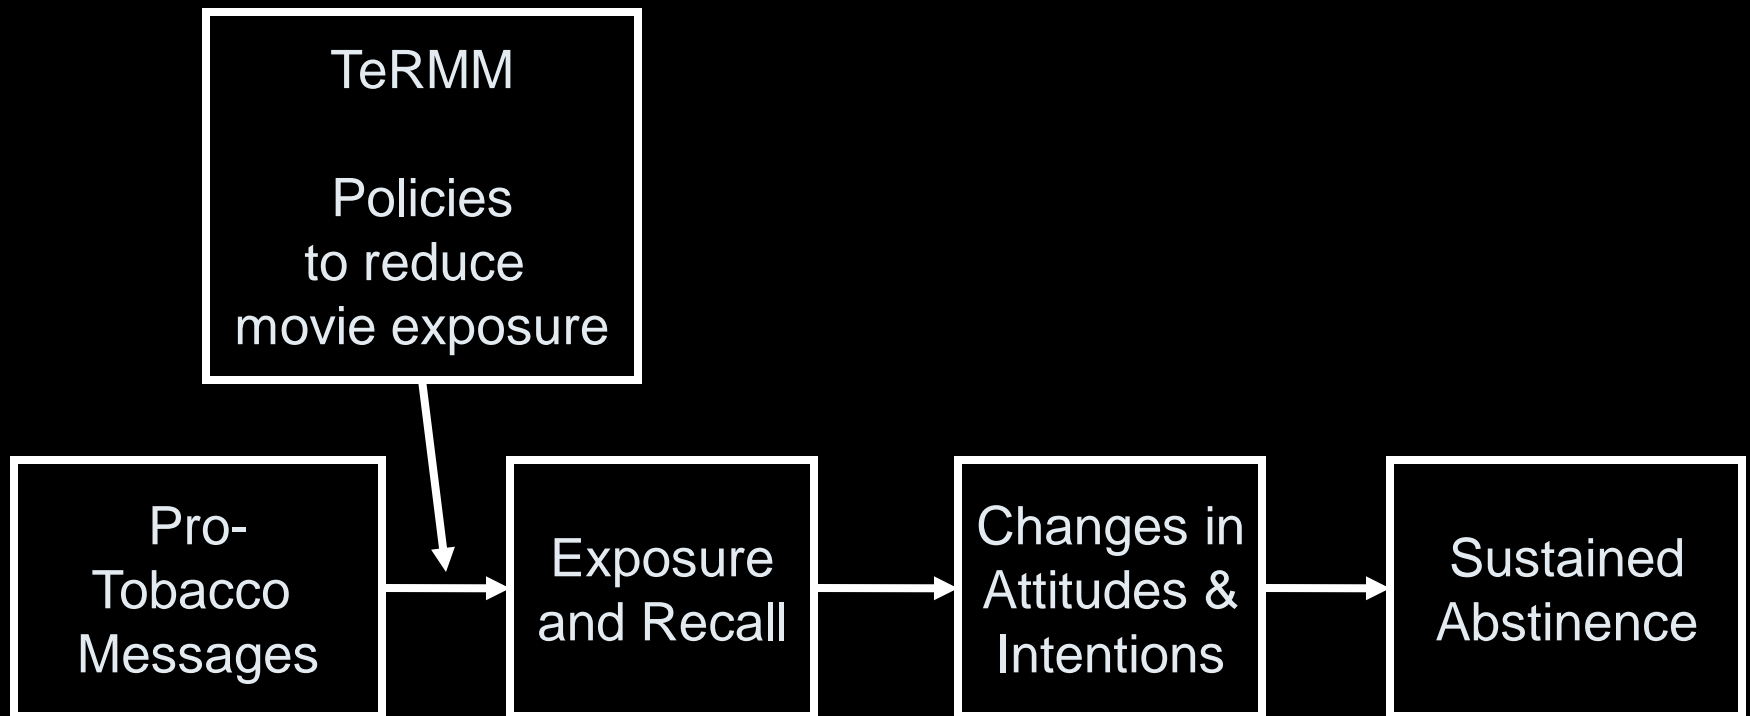 TeRMM
Policies
to reduce
movie exposure
Pro-
Tobacco
Messages
Exposure
and Recall
Changes in
Attitudes &
Intentions
Sustained
Abstinence